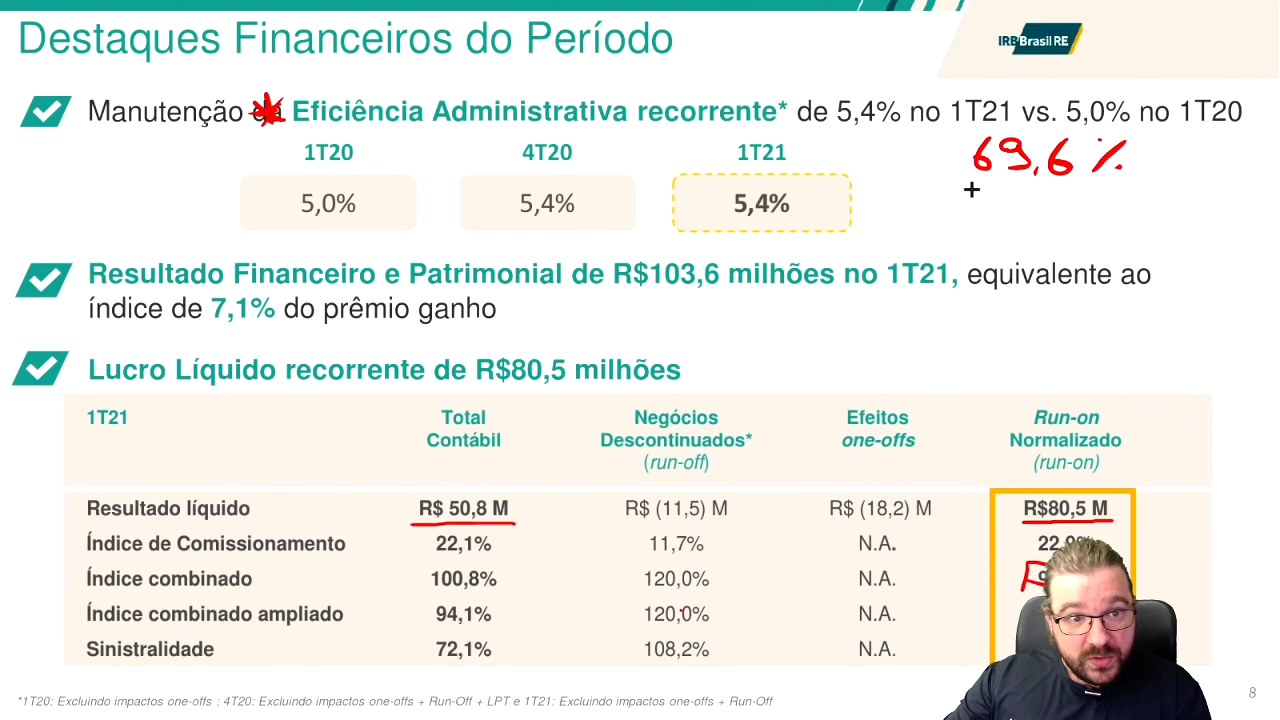 Destaques Financeiros do Período
IRB Brasil RE
Manutenção Eficiência Administrativa recorrente* de 5,4% no 1T21 vs. 5,0% no 1T20
69,6%
1T20 4T20 1T21
5,0% 5,4% 5,4%
Resultado Financeiro e Patrimonial de R$103,6 milhões no 1T21, equivalente ao
índice de 7,1% do prêmio ganho
Lucro Líquido recorrente de R$80,5 milhões
1T21 Total Negócios Efeitos Run-on
Contábil Descontinuados* one-offs Normalizado
(run-off) (run-on)
Resultado líquido R$ 50,8 M R$ (11,5) M R$ (18,2) M R$80,5 M
Índice de Comissionamento 22,1% 11,7% N.A.
Índice combinado 100,8% 120,0% N.A.
Índice combinado ampliado 94,1% 120,0% N.A.
Sinistralidade 72,1% 108,2% N.A.
*1T20: Excluindo impactos one-offs ; 4T20: Excluindo impactos one-offs + Run-Off + LPT e 1T21: Excluindo impactos one-offs + Run-Off
8